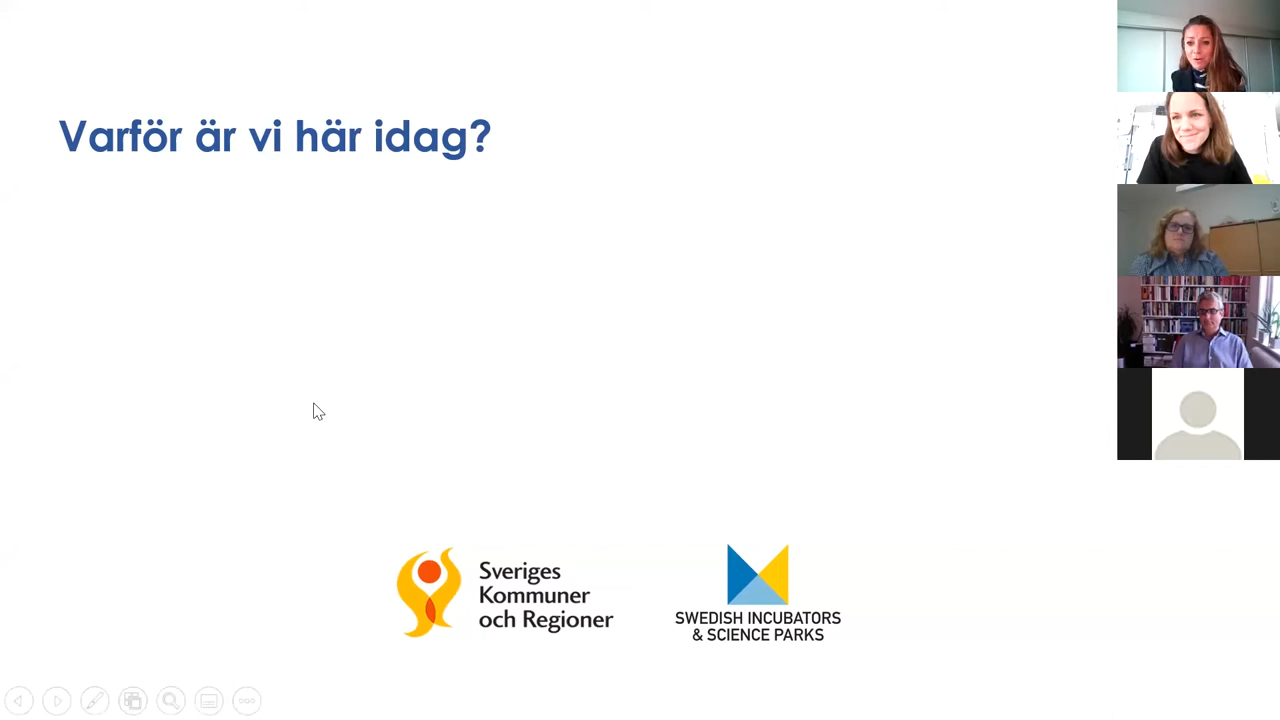 Varför är vi här idag?
Sveriges
Kommuner
och Regioner
SWEDISH INCUBATORS
& SCIENCE PARKS